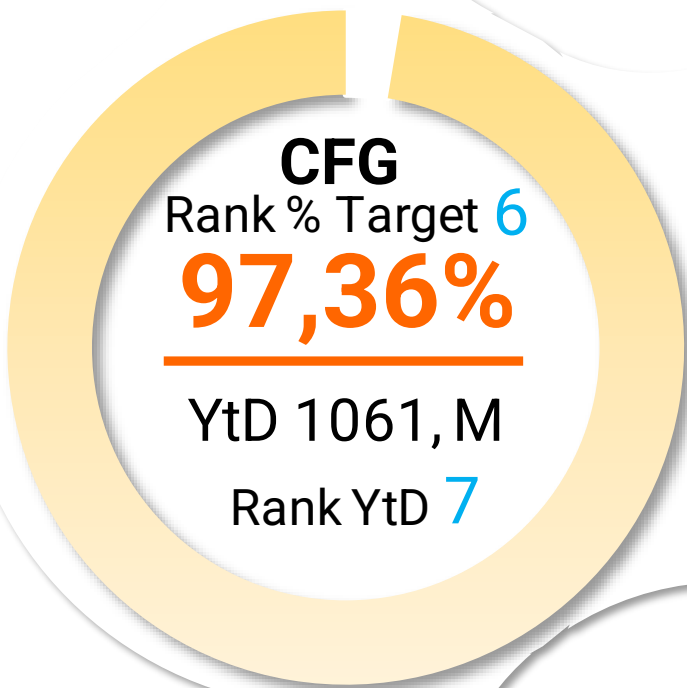 CFG
Rank % Target 6
97,36%
YtD 1061, M
Rank YtD 7